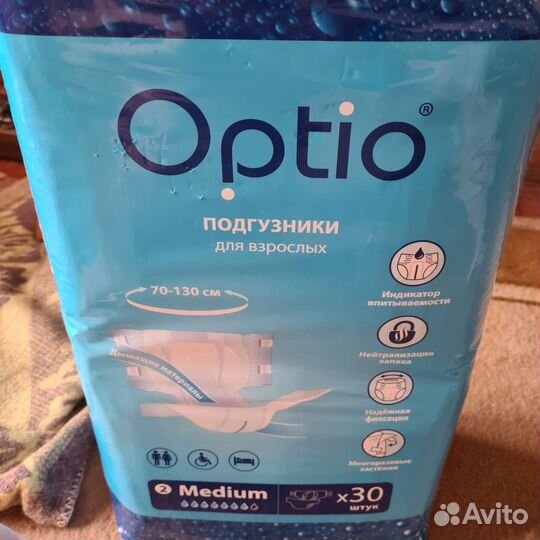 Optio®
ПОДГУЗНИКИ
для взрослых
70-130 см
Дышащие материалы
Индикатор
впитываемости
Нейтрализация
запаха
Надёжная
фиксация
Многоразовые
застёжки
2 Medium
x30
штук
Avito